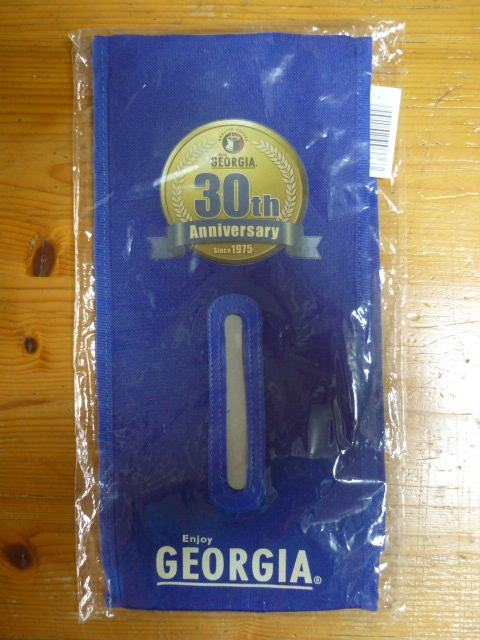 GEORGIA
30th
Anniversary
Since 1975
Enjoy
GEORGIA®